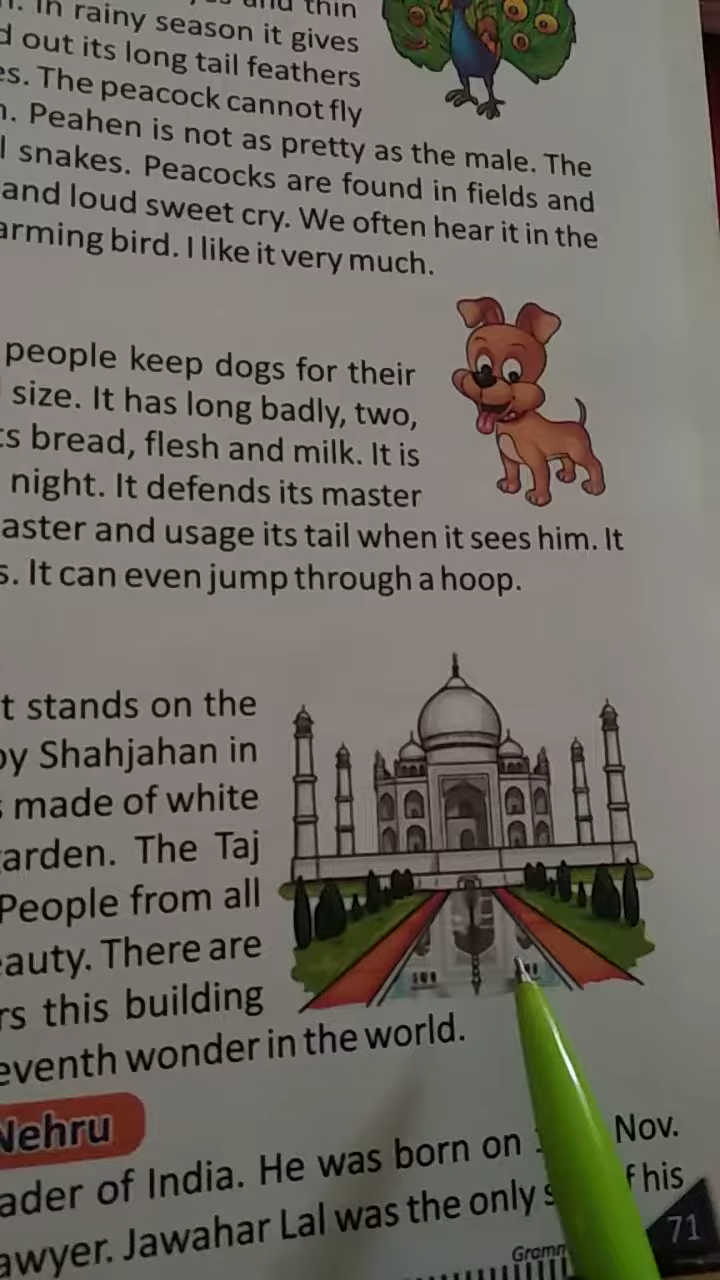 In rainy season it gives
out its long tail feathers
The peacock cannot fly
Peahen is not as pretty as the male. The
snakes. Peacocks are found in fields and
and loud sweet cry. We often hear it in the
arming bird. I like it very much.
people keep dogs for their
size. It has long badly, two,
ts bread, flesh and milk. It is
night. It defends its master
aster and usage its tail when it sees him. It
s. It can even jump through a hoop.
t stands on the
by Shahjahan in
made of white
arden. The Taj
People from all
eauty. There are
rs this building
eventh wonder in the world.
Nehru
ader of India. He was born on Nov.
awyer. Jawahar Lal was the only his
71